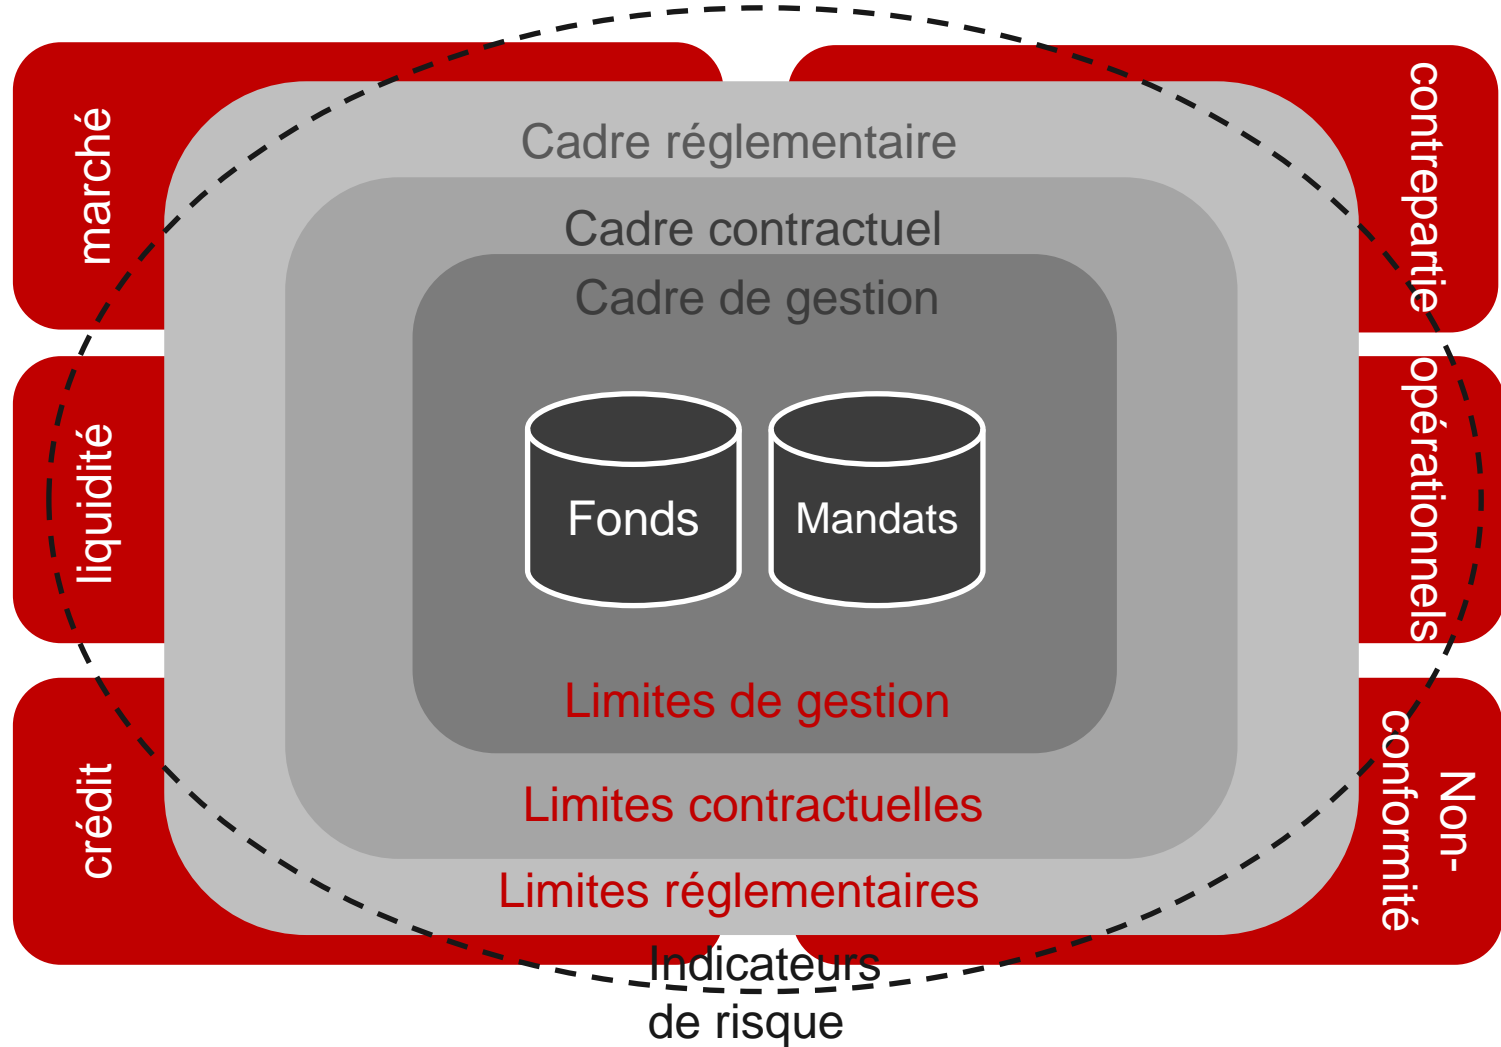 marché
liquidité
crédit
Cadre réglementaire
Cadre contractuel
Cadre de gestion
Fonds
Mandats
Limites de gestion
Limites contractuelles
Limites réglementaires
Indicateurs
de risque
contrepartie
opérationnels
Non-
conformité